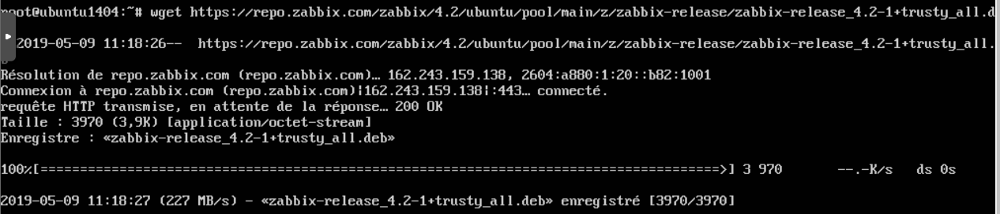 root@ubuntu1404:~# wget https://repo.zabbix.com/zabbix/4.2/ubuntu/pool/main/z/zabbix-release/zabbix-release_4.2-1+trusty_all.d
2019-05-09 11:18:26-- https://repo.zabbix.com/zabbix/4.2/ubuntu/pool/main/z/zabbix-release/zabbix-release_4.2-1+trusty_all.
Résolution de repo.zabbix.com (repo.zabbix.com)… 162.243.159.138, 2604:a880:1:20::b82:1001
Connexion à repo.zabbix.com (repo.zabbix.com)|162.243.159.138|:443… connecté.
requête HTTP transmise, en attente de la réponse… 200 OK
Taille : 3970 (3,9K) [application/octet-stream]
Enregistre : «zabbix-release_4.2-1+trusty_all.deb»
100%[======================================================================================>] 3 970 --.-K/s ds 0s
2019-05-09 11:18:27 (227 MB/s) - «zabbix-release_4.2-1+trusty_all.deb» enregistré [3970/3970]